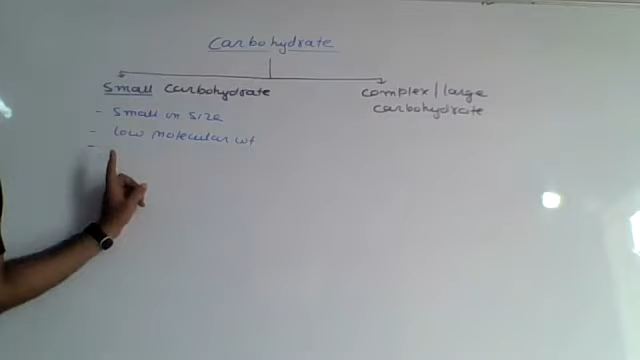 Carbohydrate
Small Carbohydrate
- Small in size
- low molecular wt
-
complex/large
carbohydrate